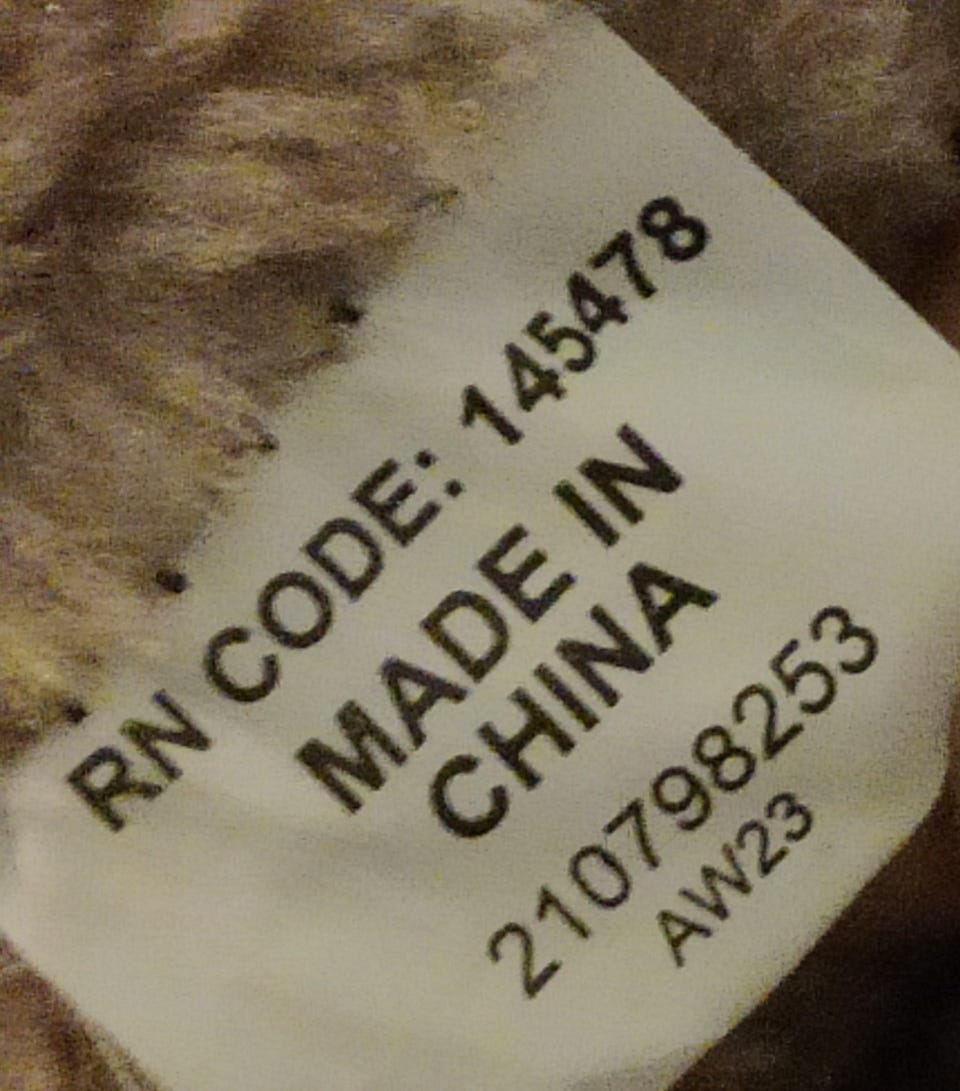 RN CODE: 145478
MADE IN
CHINA
210798253
AW23